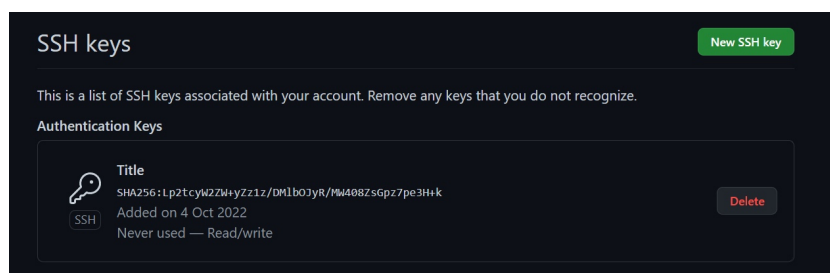 SSH keys
New SSH key
This is a list of SSH keys associated with your account. Remove any keys that you do not recognize.
Authentication Keys
Title
SHA256:Lp2tcyW2ZW+yZz1z/DMlbOJyR/MW408ZsGpz7pe3H+k
SSH
Added on 4 Oct 2022
Never used — Read/write
Delete